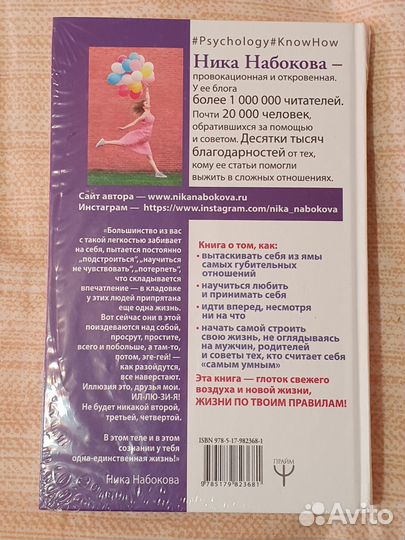 #Psychology#KnowHow
Ника Набокова —
провокационная и откровенная.
У ее блога
более 1 000 000 читателей.
Почти 20 000 человек,
обратившихся за помощью
и советом. Десятки тысяч
благодарностей от тех,
кому ее статьи помогли
выжить в сложных отношениях.
Сайт автора — www.nikanabokova.ru
Инстаграм — https://www.instagram.com/nika_nabokova
«Большинство из вас
с такой легкостью забивает
на себя, пытается постоянно
„подстроиться”, „научиться
не чувствовать”, „потерпеть”,
что складывается
впечатление — в кладовке
у этих людей припрятана
еще одна жизнь.
Вот сейчас они в этой
поиздеваются над собой,
просрут, простите,
всего и побольше, а там-то,
потом, эге-гей! —
как разойдутся,
все наверстают.
Иллюзия это, друзья мои.
ИЛ-ЛЮ-ЗИ-Я!
Не будет никакой второй,
третьей, четвертой.
В этом теле и в этом
сознании у тебя
одна-единственная жизнь!»
Ника Набокова
Книга о том, как:
• вытаскивать себя из ямы
самых губительных
отношений
• научиться любить
и принимать себя
• идти вперед, несмотря
ни на что
• начать самой строить
свою жизнь, не оглядываясь
на мужчин, родителей
и советы тех, кто считает себя
«самым умным»
Эта книга — глоток свежего
воздуха и новой жизни,
ЖИЗНИ ПО ТВОИМ ПРАВИЛАМ!
ISBN 978-5-17-982368-1
9 785179 823681
ПРАЙМ
Avito